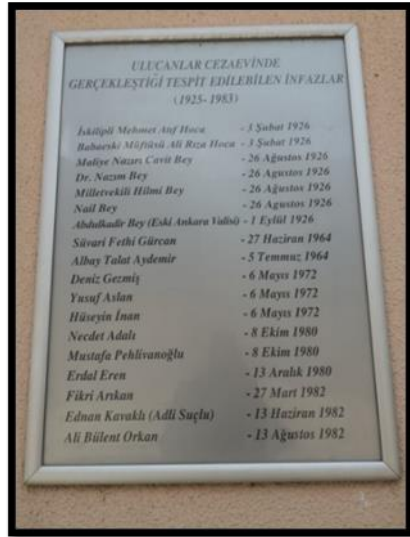 ULUCANLAR CEZAEVİNDE
GERÇEKLEŞTİĞİ TESPİT EDİLEBİLEN İNFAZLAR
(1925- 1983)
İskilipli Mehmet Atıf Hoca - 3 Şubat 1926
Babaeski Müftüsü Ali Rıza Hoca - 3 Şubat 1926
Maliye Nazırı Cavit Bey - 26 Ağustos 1926
Dr. Nazım Bey - 26 Agustos 1926
Milletvekili Hilmi Bey - 26 Ağustos 1926
Nail Bey - 26 Agustos 1926
Abdulkadir Bey (Eski Ankara Valisi) - 1 Eylül 1926
Süvari Fethi Gürcan - 27 Haziran 1964
Albay Talat Aydemir - 5 Temmuz 1964
Deniz Gezmiş - 6 Mayıs 1972
Yusuf Aslan - 6 Mayıs 1972
Hüseyin İnan - 6 Mayıs 1972
Necdet Adalı - 8 Ekim 1980
Mustafa Pehlivanoğlu - 8 Ekim 1980
Erdal Eren - 13 Aralık 1980
Fikri Arıkan - 27 Mart 1982
Ednan Kavaklı (Adli Suçlu) - 13 Haziran 1982
Ali Bülent Orkan - 13 Ağustos 1982